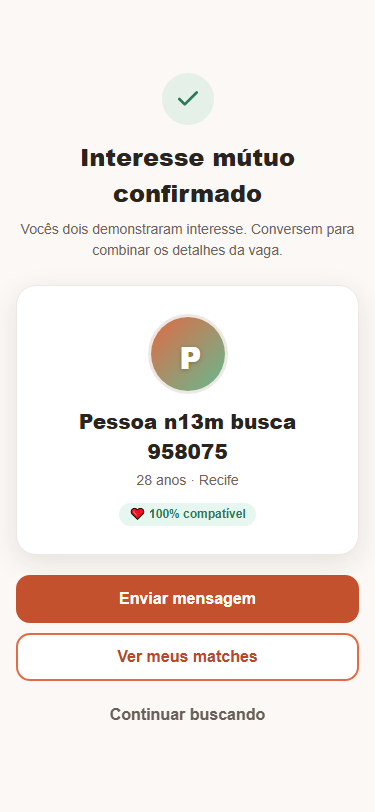 Interesse mútuo
confirmado
Vocês dois demonstraram interesse. Conversem para
combinar os detalhes da vaga.
P
Pessoa n13m busca
958075
28 anos · Recife
100% compatível
Enviar mensagem
Ver meus matches
Continuar buscando